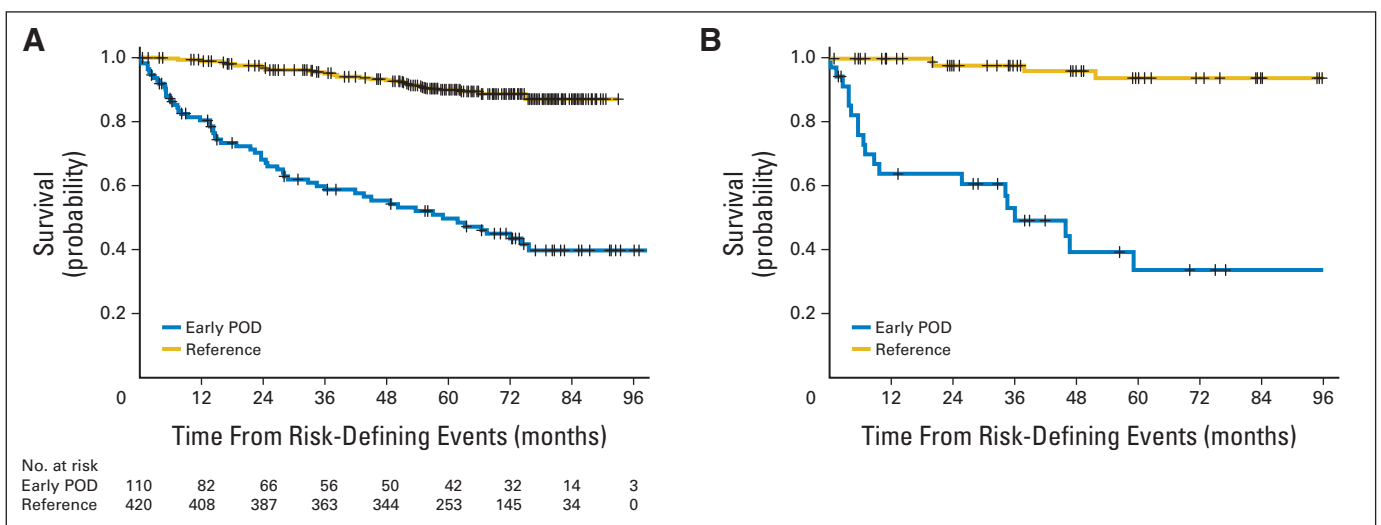 A
1.0
0.8
0.6
0.4
0.2
Survival
(probability)
Early POD
Reference
0 12 24 36 48 60 72 84 96
Time From Risk-Defining Events (months)
No. at risk
Early POD 110 82 66 56 50 42 32 14 3
Reference 420 408 387 363 344 253 145 34 0
B
1.0
0.8
0.6
0.4
0.2
Survival
(probability)
Early POD
Reference
0 12 24 36 48 60 72 84 96
Time From Risk-Defining Events (months)